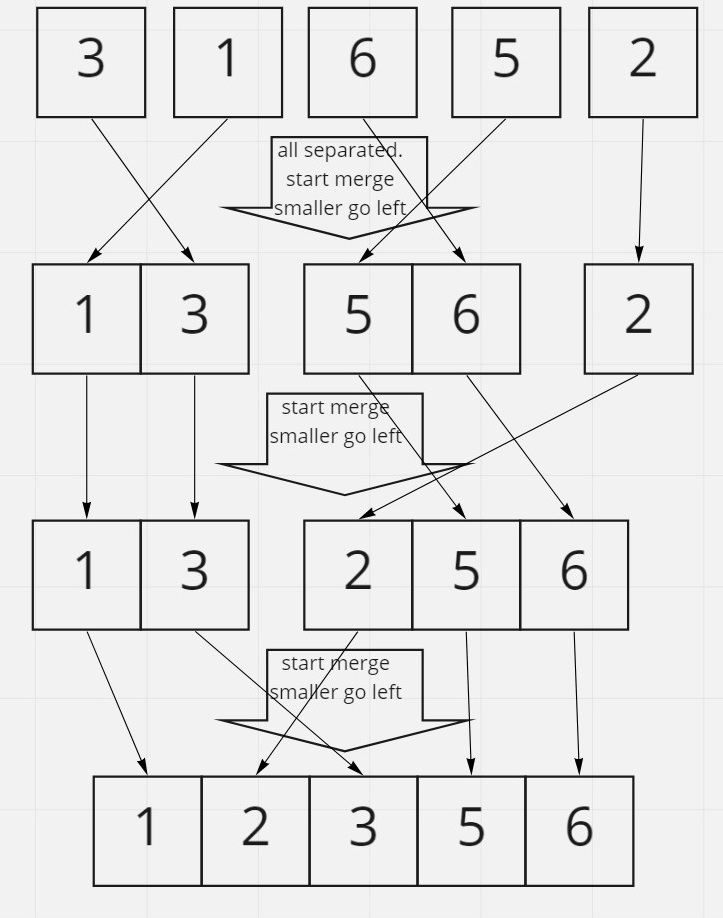 3 1 6 5 2
all separated.
start merge
smaller go left
1 3 5 6 2
start merge
smaller go left
1 3 2 5 6
start merge
smaller go left
1 2 3 5 6